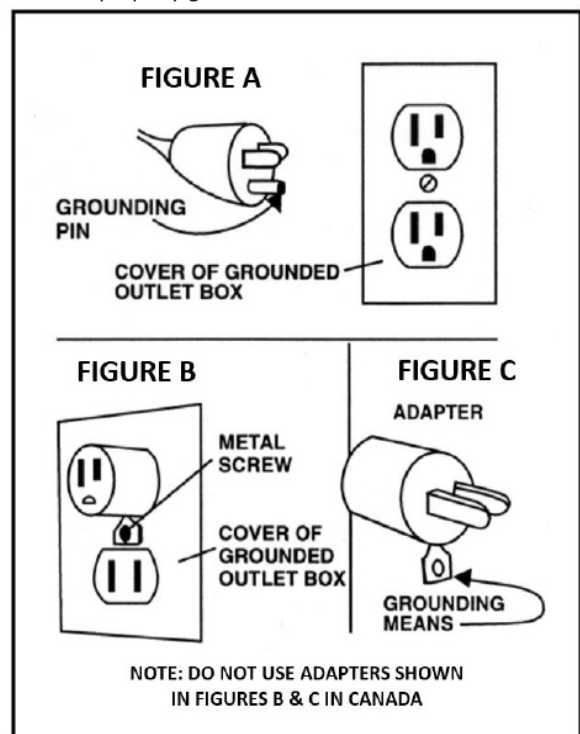 FIGURE A
GROUNDING
PIN
COVER OF GROUNDED
OUTLET BOX
FIGURE B
METAL
SCREW
COVER OF
GROUNDED
OUTLET BOX
FIGURE C
ADAPTER
GROUNDING
MEANS
NOTE: DO NOT USE ADAPTERS SHOWN
IN FIGURES B & C IN CANADA